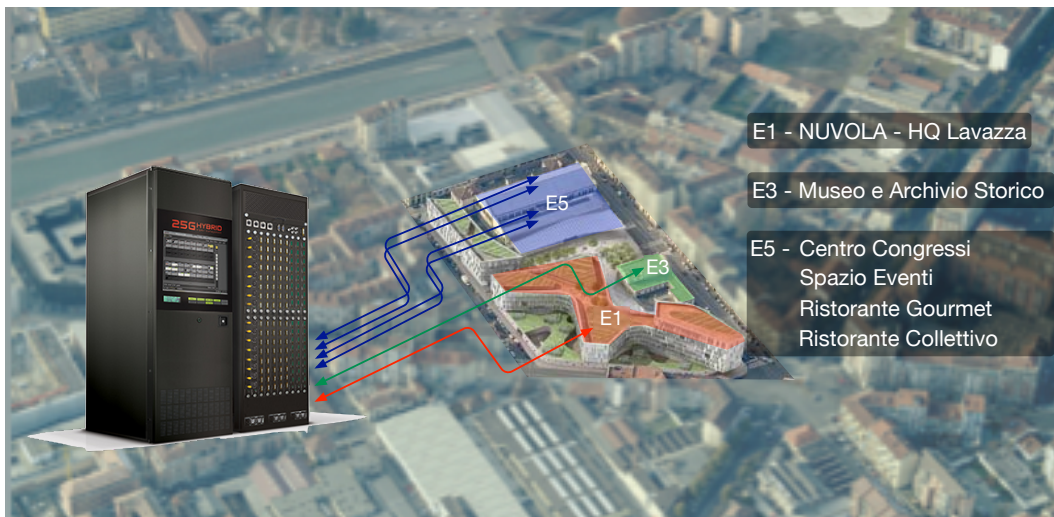 E1 - NUVOLA - HQ Lavazza
E3 - Museo e Archivio Storico
E5 - Centro Congressi
Spazio Eventi
Ristorante Gourmet
Ristorante Collettivo
E5
E3
E1
25G HYBRID